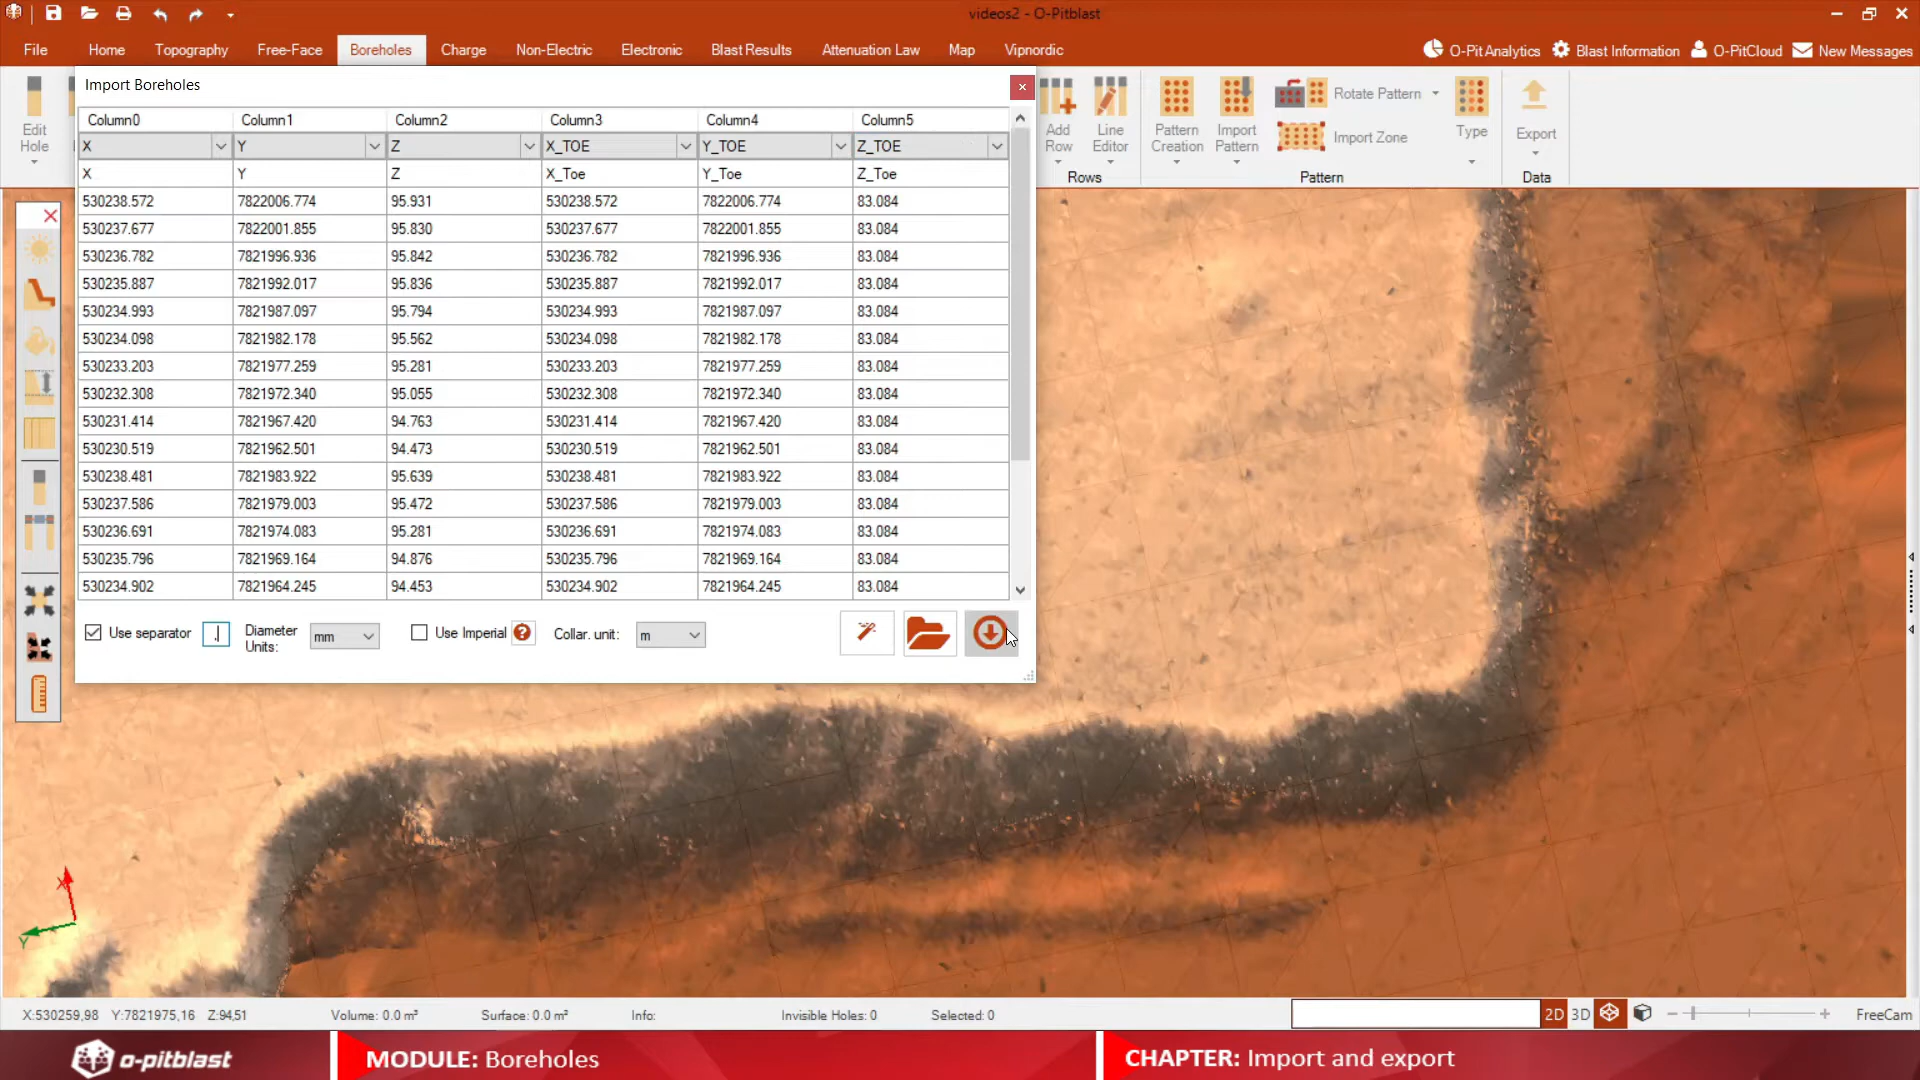 videos2 - O-Pitblast
File Home Topography Free-Face Boreholes Charge Non-Electric Electronic Blast Results Attenuation Law Map Vipnordic O-Pit Analytics Blast Information O-PitCloud New Messages
Edit Hole
Import Boreholes
Add Row
Line Editor
Rows
Pattern Creation
Import Pattern
Rotate Pattern
Import Zone
Pattern
Type
Export
Data
Column0 Column1 Column2 Column3 Column4 Column5
X Y Z X_TOE Y_TOE Z_TOE
X Y Z X_Toe Y_Toe Z_Toe
530238.572 7822006.774 95.931 530238.572 7822006.774 83.084
530237.677 7822001.855 95.830 530237.677 7822001.855 83.084
530236.782 7821996.936 95.842 530236.782 7821996.936 83.084
530235.887 7821992.017 95.836 530235.887 7821992.017 83.084
530234.993 7821987.097 95.794 530234.993 7821987.097 83.084
530234.098 7821982.178 95.562 530234.098 7821982.178 83.084
530233.203 7821977.259 95.281 530233.203 7821977.259 83.084
530232.308 7821972.340 95.055 530232.308 7821972.340 83.084
530231.414 7821967.420 94.763 530231.414 7821967.420 83.084
530230.519 7821962.501 94.473 530230.519 7821962.501 83.084
530238.481 7821983.922 95.639 530238.481 7821983.922 83.084
530237.586 7821979.003 95.472 530237.586 7821979.003 83.084
530236.691 7821974.083 95.281 530236.691 7821974.083 83.084
530235.796 7821969.164 94.876 530235.796 7821969.164 83.084
530234.902 7821964.245 94.453 530234.902 7821964.245 83.084
Use separator Diameter Units: mm Use Imperial ? Collar. unit: m
X
Y
X:530259,98 Y:7821975,16 Z:94,51 Volume: 0.0 m³ Surface: 0.0 m² Info: Invisible Holes: 0 Selected: 0 2D 3D FreeCam
o-pitblast MODULE: Boreholes CHAPTER: Import and export